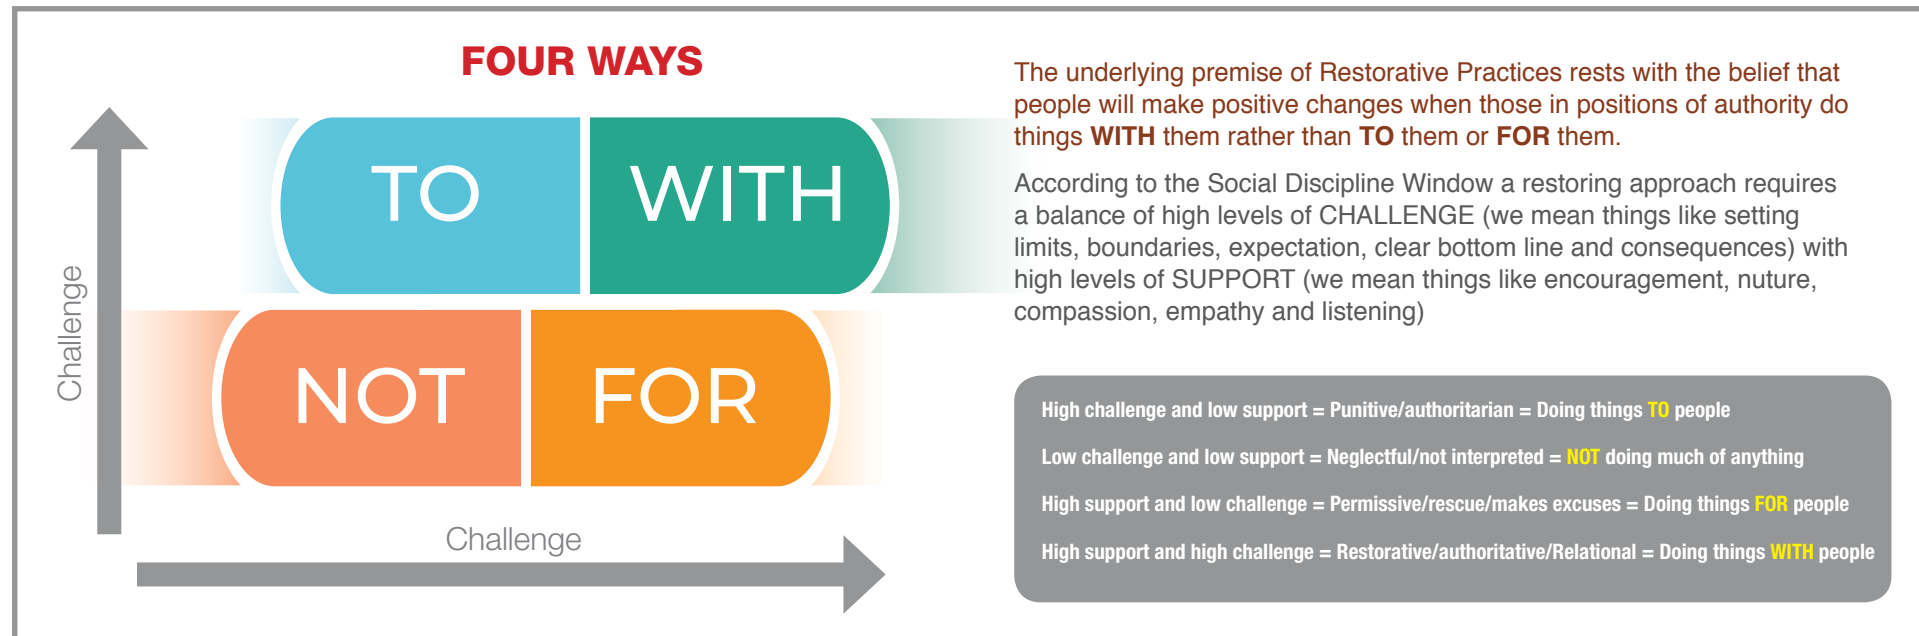 FOUR WAYS
Challenge
TO
WITH
NOT
FOR
Challenge
The underlying premise of Restorative Practices rests with the belief that
people will make positive changes when those in positions of authority do
things WITH them rather than TO them or FOR them.
According to the Social Discipline Window a restoring approach requires
a balance of high levels of CHALLENGE (we mean things like setting
limits, boundaries, expectation, clear bottom line and consequences) with
high levels of SUPPORT (we mean things like encouragement, nuture,
compassion, empathy and listening)
High challenge and low support = Punitive/authoritarian = Doing things TO people
Low challenge and low support = Neglectful/not interpreted = NOT doing much of anything
High support and low challenge = Permissive/rescue/makes excuses = Doing things FOR people
High support and high challenge = Restorative/authoritative/Relational = Doing things WITH people